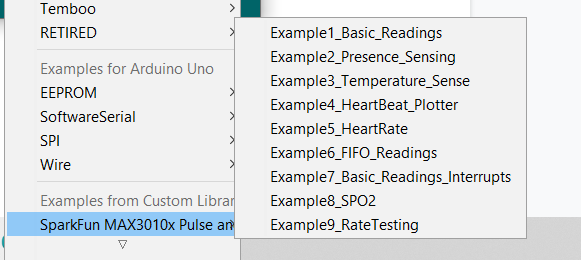 Temboo
RETIRED
Examples for Arduino Uno
EEPROM
SoftwareSerial
SPI
Wire
Examples from Custom Librar
SparkFun MAX3010x Pulse an
Example1_Basic_Readings
Example2_Presence_Sensing
Example3_Temperature_Sense
Example4_HeartBeat_Plotter
Example5_HeartRate
Example6_FIFO_Readings
Example7_Basic_Readings_Interrupts
Example8_SPO2
Example9_RateTesting